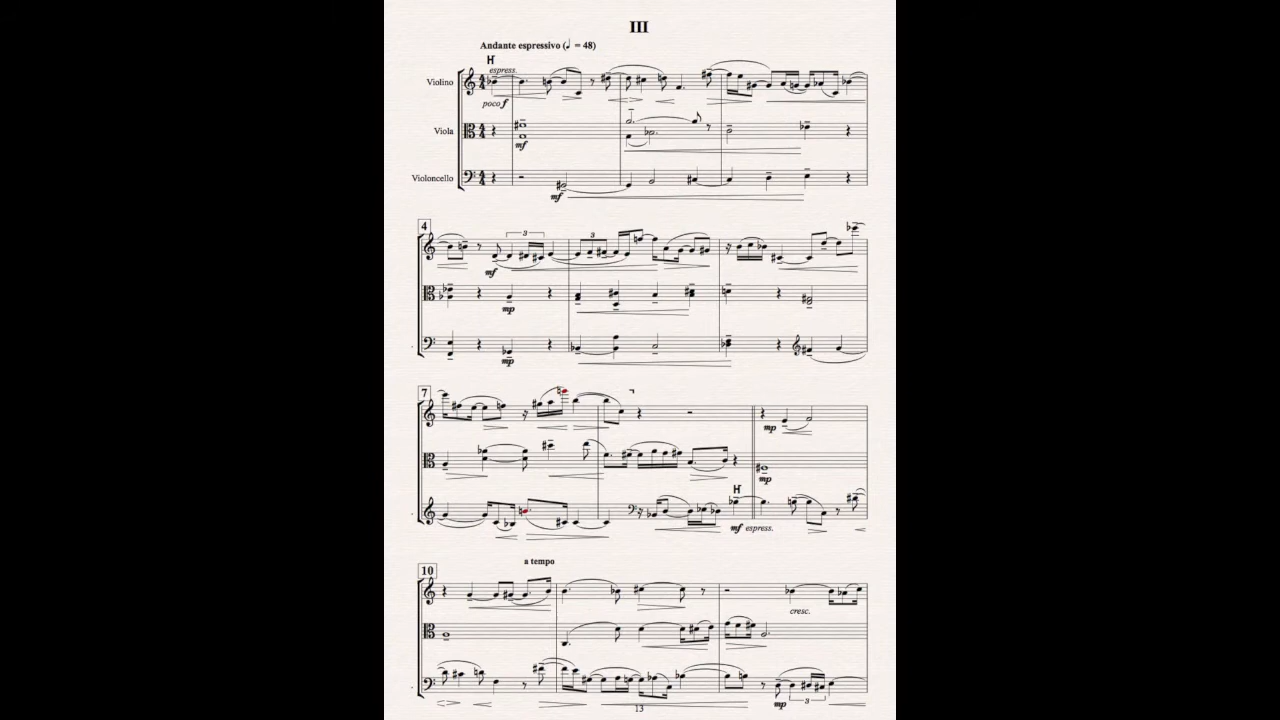 III
Andante espressivo (♩ = 48)
espress.
Violino
poco f
Viola
mf
Violoncello
mf
4
3
3
mf
mp
mp
7
mp
mp
mf espress.
10
a tempo
cresc.
mp
3
13